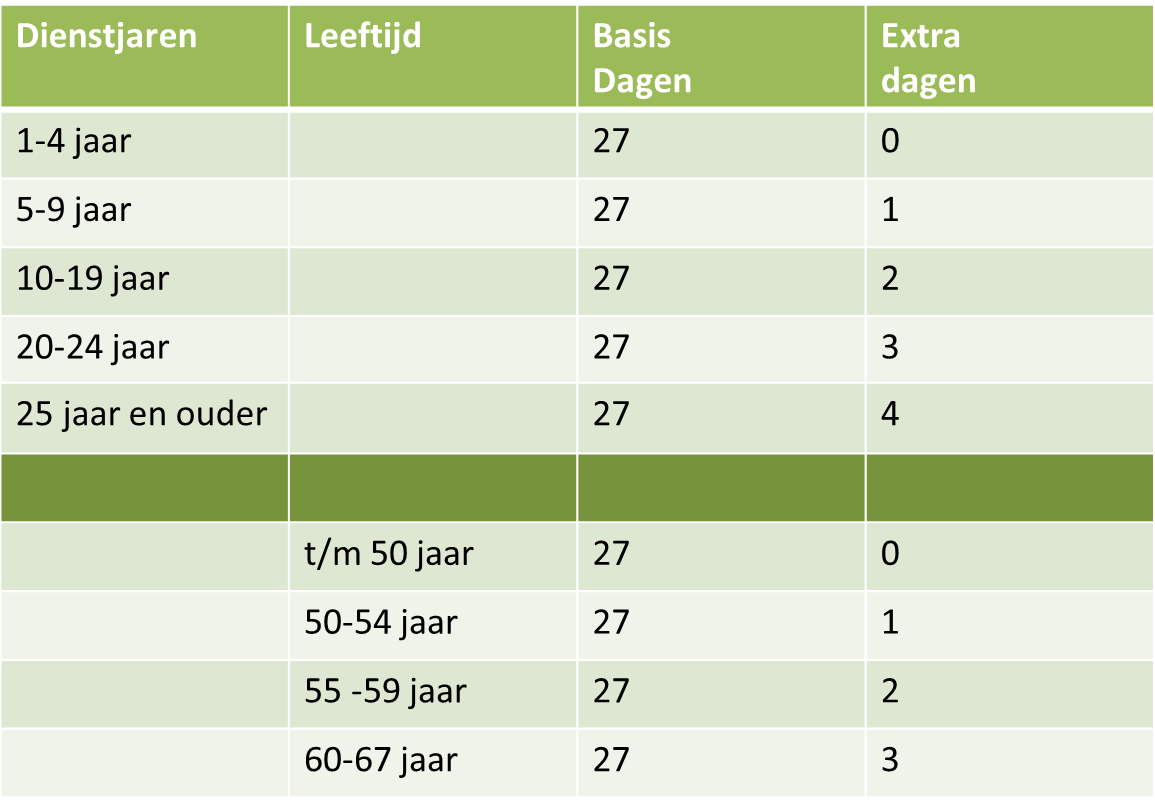 Dienstjaren Leeftijd Basis Dagen Extra dagen
1-4 jaar 27 0
5-9 jaar 27 1
10-19 jaar 27 2
20-24 jaar 27 3
25 jaar en ouder 27 4
t/m 50 jaar 27 0
50-54 jaar 27 1
55 -59 jaar 27 2
60-67 jaar 27 3